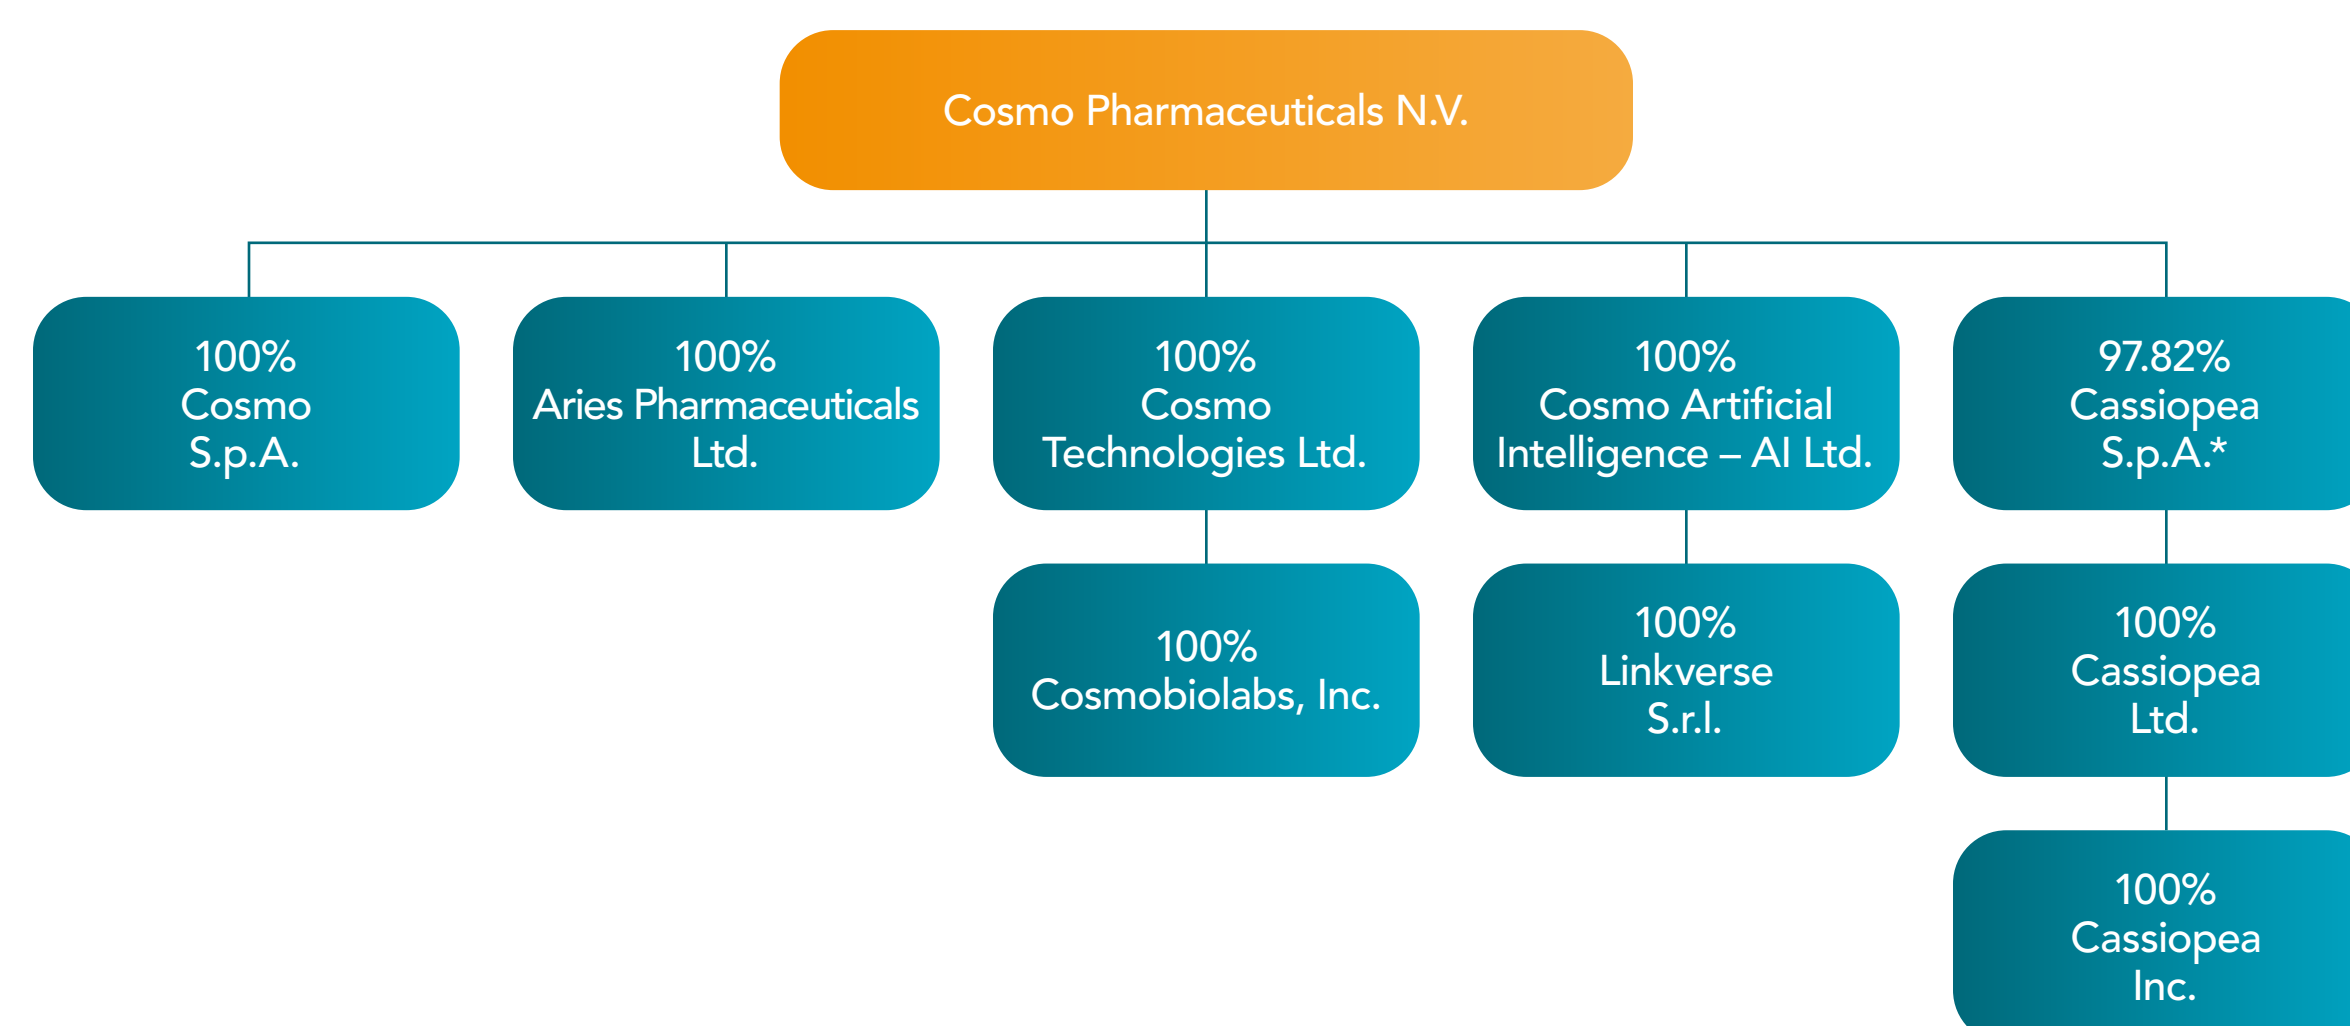 Cosmo Pharmaceuticals N.V.
100%
Cosmo
S.p.A.
100%
Aries Pharmaceuticals
Ltd.
100%
Cosmo
Technologies Ltd.
100%
Cosmo Artificial
Intelligence – AI Ltd.
97.82%
Cassiopea
S.p.A.*
100%
Cosmobiolabs, Inc.
100%
Linkverse
S.r.l.
100%
Cassiopea
Ltd.
100%
Cassiopea
Inc.